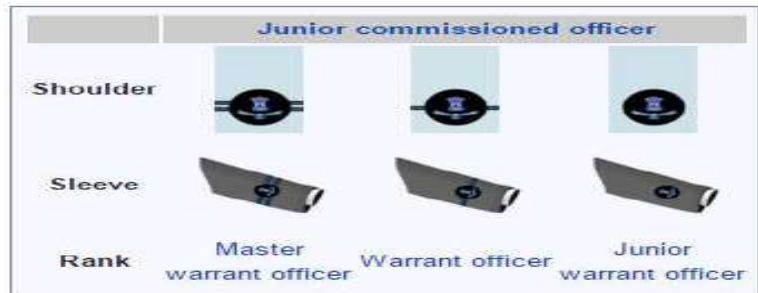 Junior commissioned officer
Shoulder
Sleeve
Rank
Master warrant officer
Warrant officer
Junior warrant officer